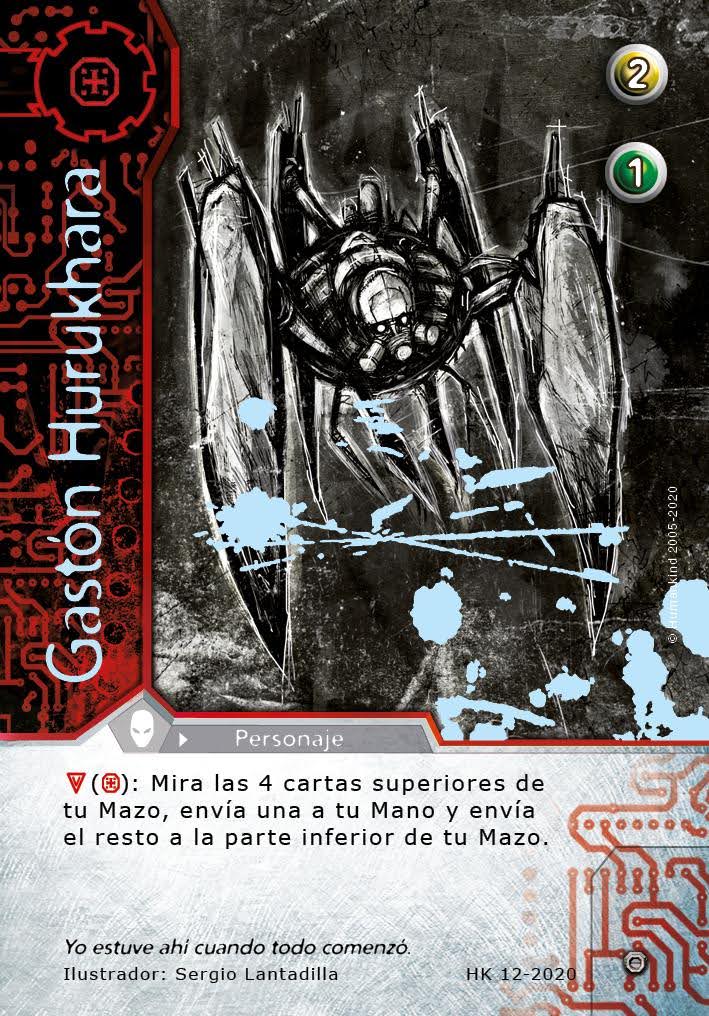 2
1
Gastón Hurukhara
© Humankind 2005-2020
Personaje
(): Mira las 4 cartas superiores de
tu Mazo, envía una a tu Mano y envía
el resto a la parte inferior de tu Mazo.
Yo estuve ahí cuando todo comenzó.
Ilustrador: Sergio Lantadilla
HK 12-2020